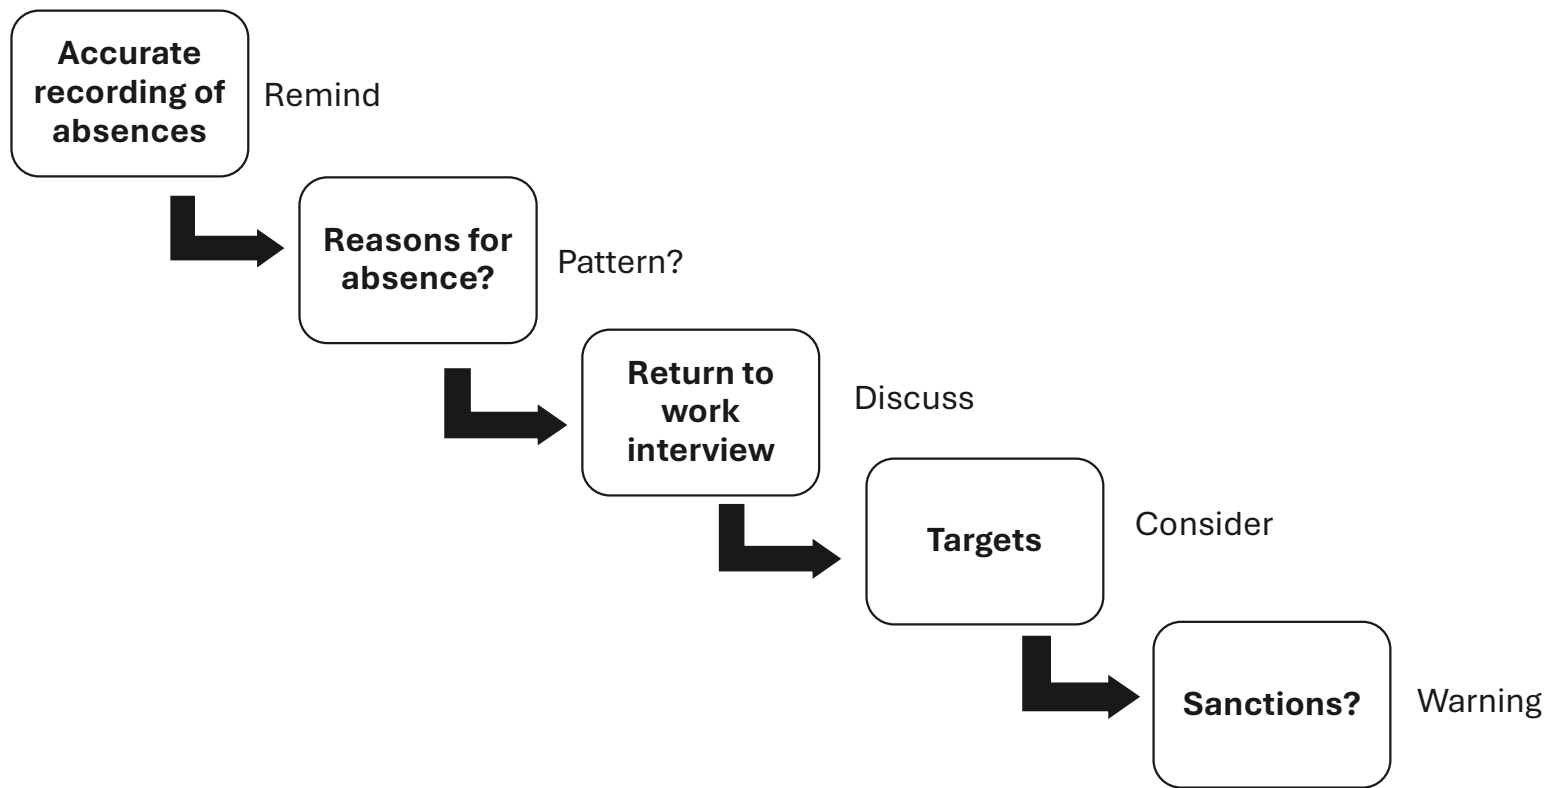 Accurate
recording of
absences
Remind
Reasons for
absence?
Pattern?
Return to
work
interview
Discuss
Targets
Consider
Sanctions?
Warning